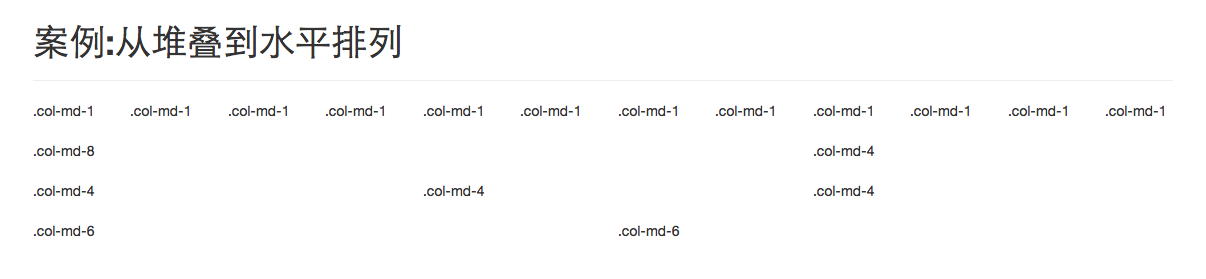 案例:从堆叠到水平排列
.col-md-1 .col-md-1 .col-md-1 .col-md-1 .col-md-1 .col-md-1 .col-md-1 .col-md-1 .col-md-1 .col-md-1 .col-md-1 .col-md-1
.col-md-8 .col-md-4
.col-md-4 .col-md-4 .col-md-4
.col-md-6 .col-md-6